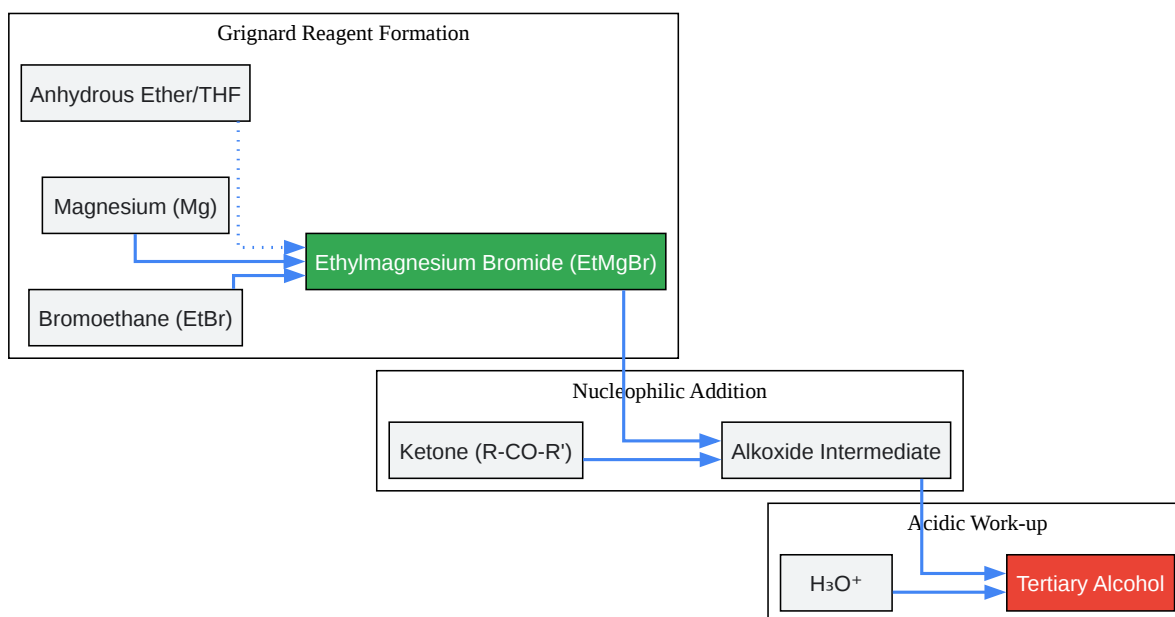 Grignard Reagent Formation
Anhydrous Ether/THF
Magnesium (Mg)
Ethylmagnesium Bromide (EtMgBr)
Bromoethane (EtBr)
Nucleophilic Addition
Ketone (R-CO-R')
Alkoxide Intermediate
Acidic Work-up
H₃O⁺
Tertiary Alcohol